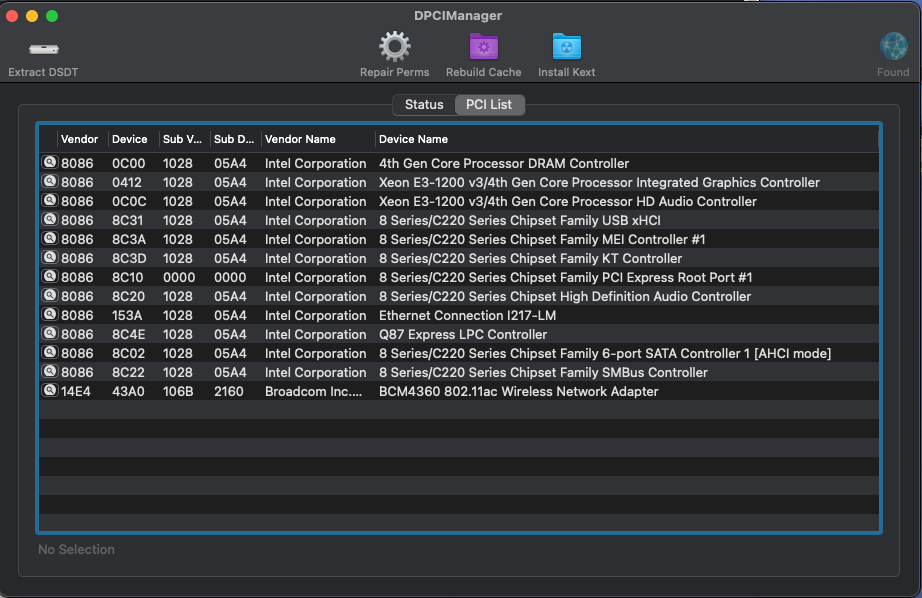 DPCIManager
Extract DSDT Repair Perms Rebuild Cache Install Kext Found
Status PCI List
Vendor Device Sub V... Sub D... Vendor Name Device Name
8086 0C00 1028 05A4 Intel Corporation 4th Gen Core Processor DRAM Controller
8086 0412 1028 05A4 Intel Corporation Xeon E3-1200 v3/4th Gen Core Processor Integrated Graphics Controller
8086 0C0C 1028 05A4 Intel Corporation Xeon E3-1200 v3/4th Gen Core Processor HD Audio Controller
8086 8C31 1028 05A4 Intel Corporation 8 Series/C220 Series Chipset Family USB xHCI
8086 8C3A 1028 05A4 Intel Corporation 8 Series/C220 Series Chipset Family MEI Controller #1
8086 8C3D 1028 05A4 Intel Corporation 8 Series/C220 Series Chipset Family KT Controller
8086 8C10 0000 0000 Intel Corporation 8 Series/C220 Series Chipset Family PCI Express Root Port #1
8086 8C20 1028 05A4 Intel Corporation 8 Series/C220 Series Chipset High Definition Audio Controller
8086 153A 1028 05A4 Intel Corporation Ethernet Connection I217-LM
8086 8C4E 1028 05A4 Intel Corporation Q87 Express LPC Controller
8086 8C02 1028 05A4 Intel Corporation 8 Series/C220 Series Chipset Family 6-port SATA Controller 1 [AHCI mode]
8086 8C22 1028 05A4 Intel Corporation 8 Series/C220 Series Chipset Family SMBus Controller
14E4 43A0 106B 2160 Broadcom Inc.... BCM4360 802.11ac Wireless Network Adapter
No Selection